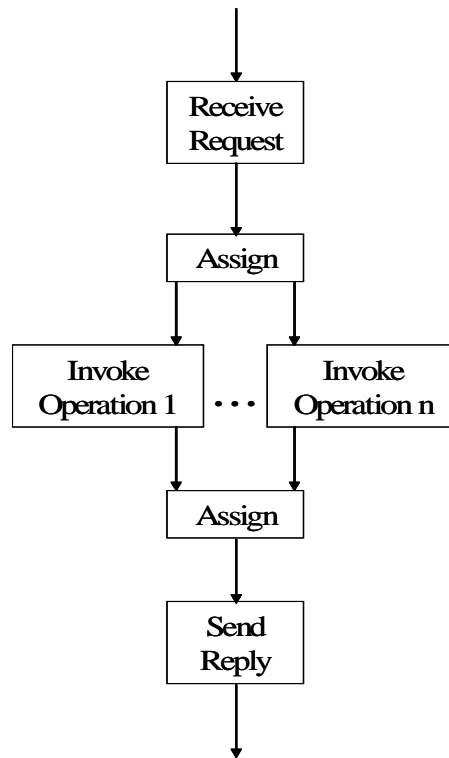 Receive
Request
Assign
Invoke
Operation 1
...
Invoke
Operation n
Assign
Send
Reply